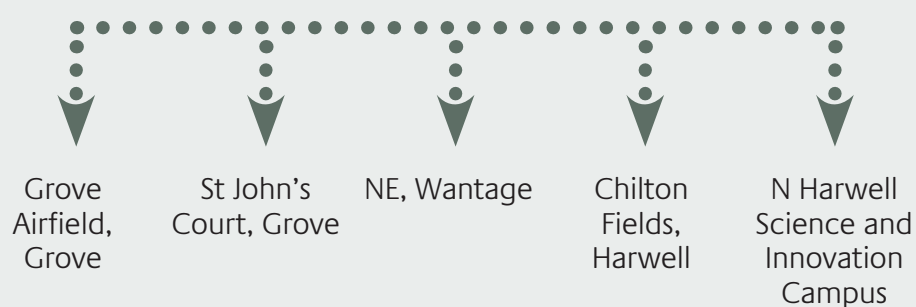 Grove
Airfield,
Grove
St John’s
Court, Grove
NE, Wantage
Chilton
Fields,
Harwell
N Harwell
Science and
Innovation
Campus